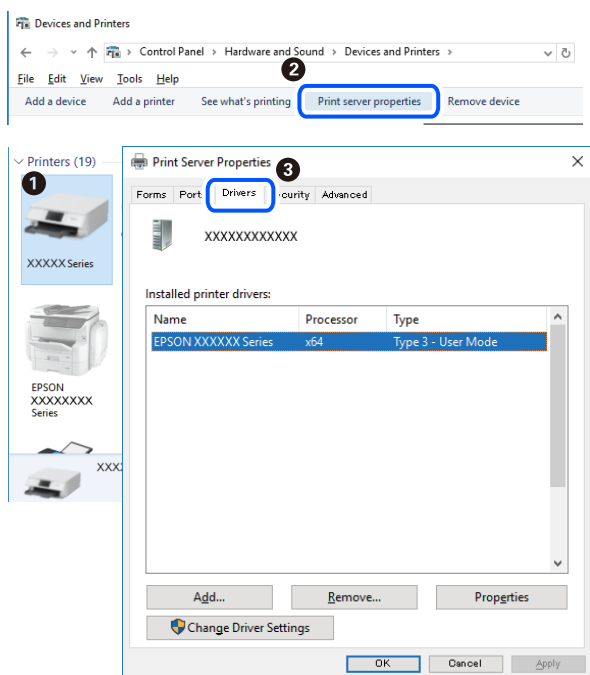 Devices and Printers
Control Panel > Hardware and Sound > Devices and Printers >
2
File Edit View Tools Help
Add a device Add a printer See what's printing Print server properties Remove device
Printers (19)
1
XXXXX Series
EPSON
XXXXXXXX
Series
Print Server Properties
3
Forms Port Drivers curity Advanced
XXXXXXXXXXXX
Installed printer drivers:
Name Processor Type
EPSON XXXXXX Series x64 Type 3 - User Mode
XXX
Add... Remove... Properties
Change Driver Settings
OK Cancel Apply